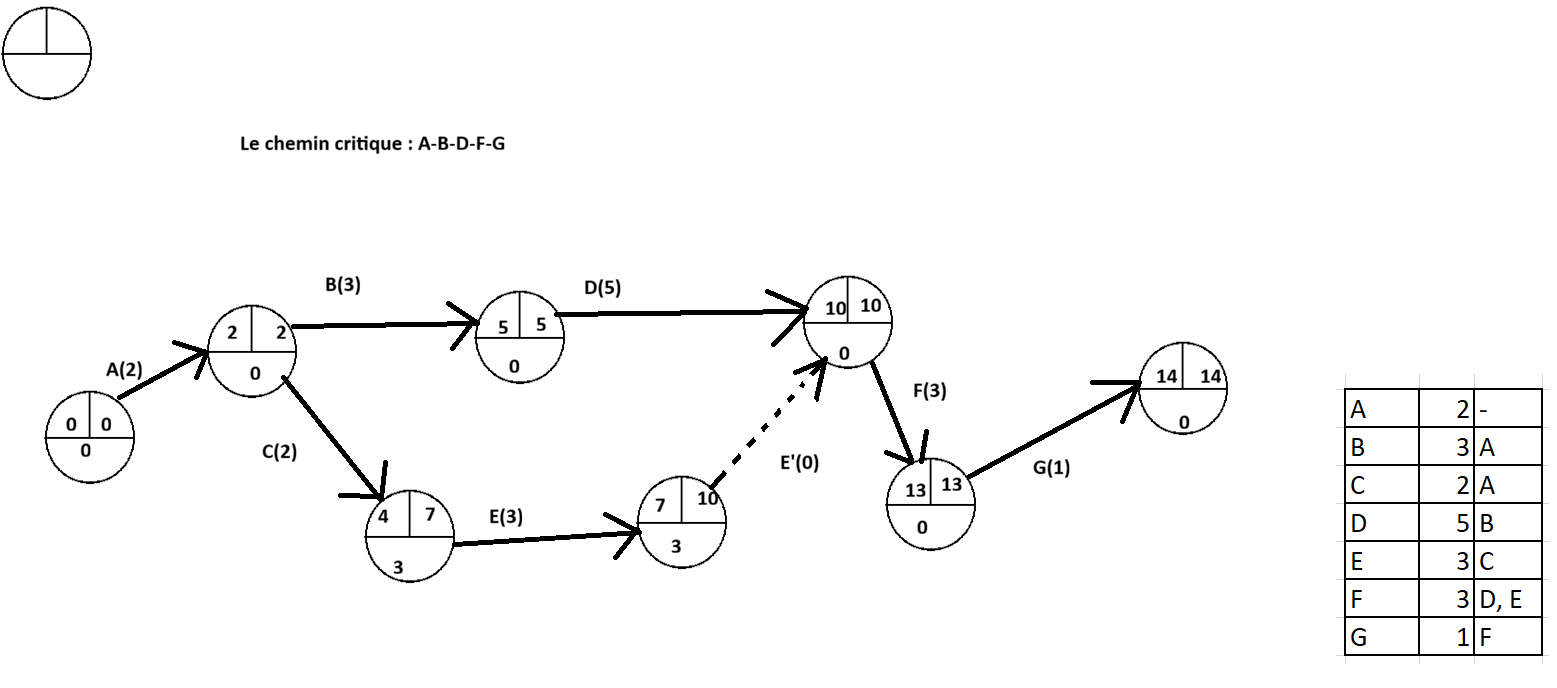 Le chemin critique : A-B-D-F-G
B(3)
D(5)
10 10
0
5 5
0
2 2
0
A(2)
F(3)
14 14
0
0 0
0
C(2)
E'(0)
G(1)
13 13
0
7 10
3
4 7
3
E(3)
A 2 -
B 3 A
C 2 A
D 5 B
E 3 C
F 3 D, E
G 1 F